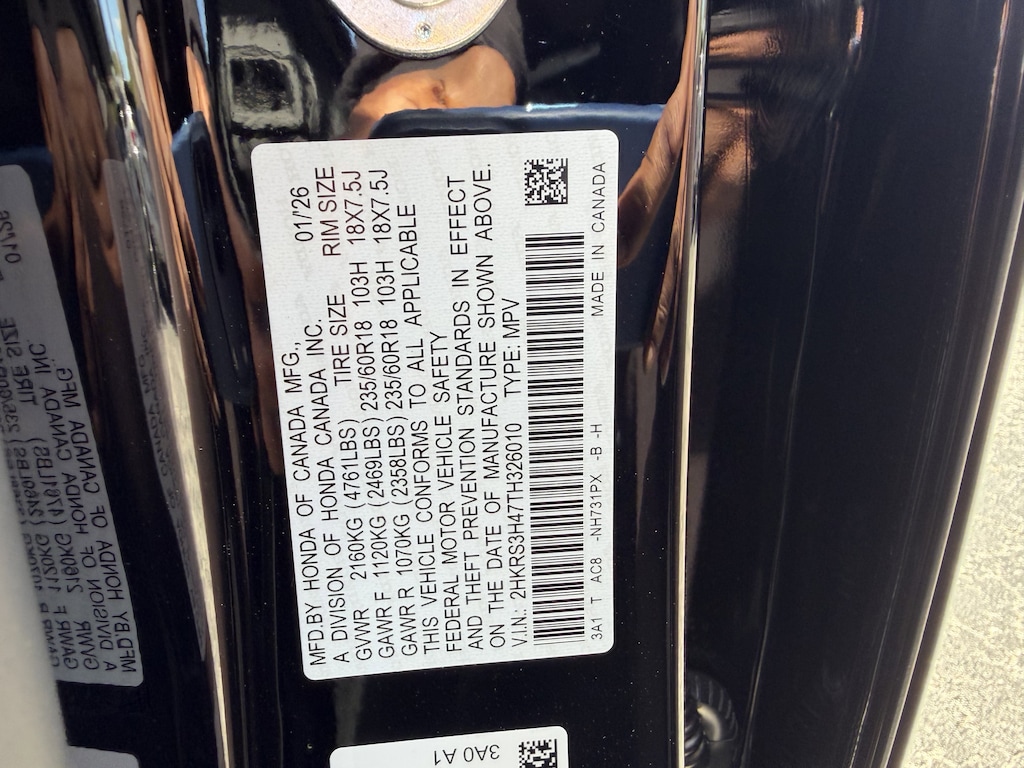 MFD.BY HONDA OF CANADA MFG.,
A DIVISION OF HONDA CANADA INC. 01/'26
TIRE SIZE RIM SIZE
GVWR 2160KG (4761LBS)
GAWR F 1120KG (2469LBS) 235/60R18 103H 18X7.5J
GAWR R 1070KG (2358LBS) 235/60R18 103H 18X7.5J
THIS VEHICLE CONFORMS TO ALL APPLICABLE
FEDERAL MOTOR VEHICLE SAFETY
AND THEFT PREVENTION STANDARDS IN EFFECT
ON THE DATE OF MANUFACTURE SHOWN ABOVE.
V.I.N.: 2HKRS3H47TH326010 TYPE: MPV
3A1 T AC8 -NH731PX -B -H MADE IN CANADA
3A0 A1